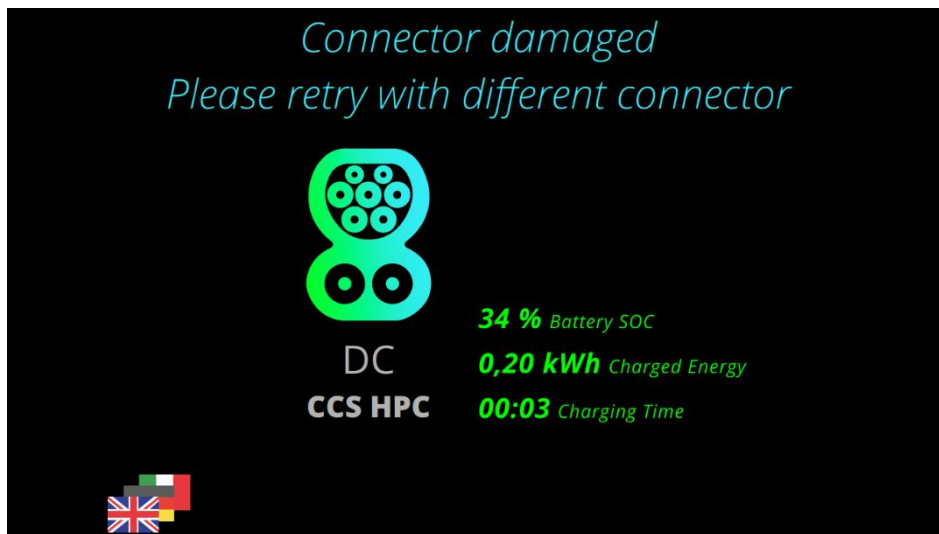 Connector damaged
Please retry with different connector
34 % Battery SOC
DC
0,20 kWh Charged Energy
CCS HPC
00:03 Charging Time